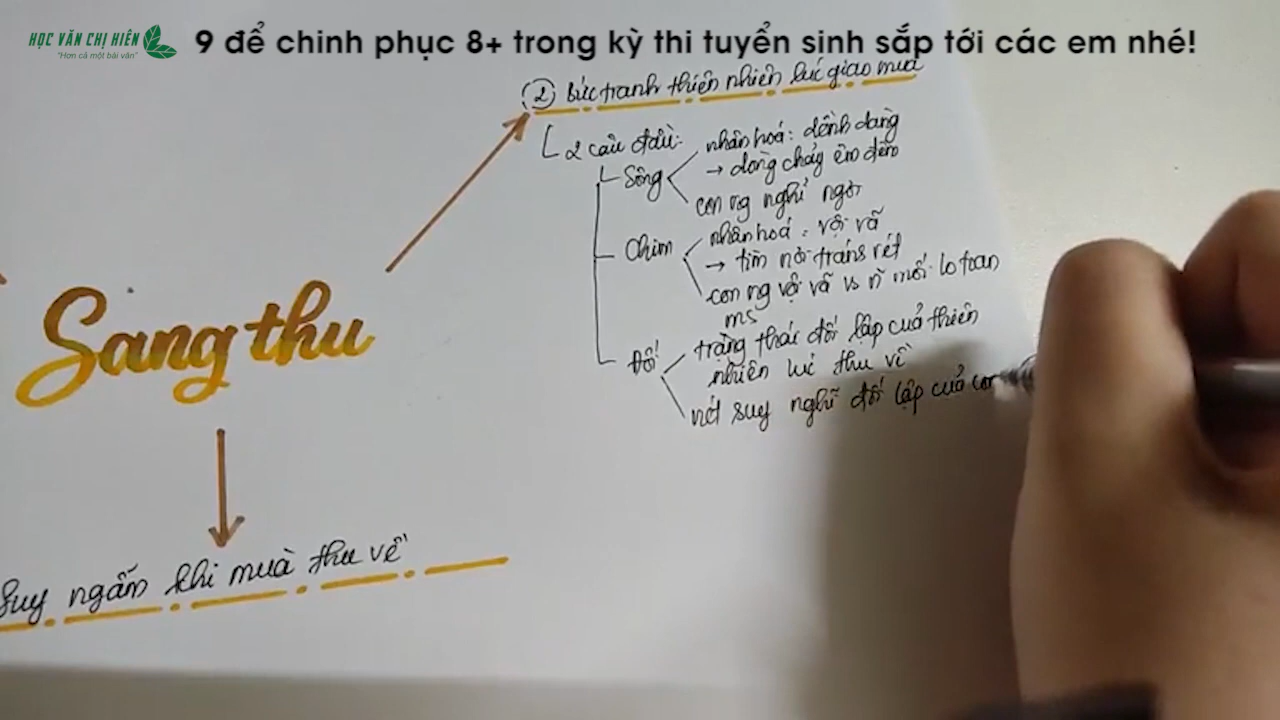 HỌC VĂN CHỊ HIÊN
"Hơn cả một bài văn"
9 để chinh phục 8+ trong kỳ thi tuyển sinh sắp tới các em nhé!
② Bức tranh thiên nhiên lúc giao mùa
2 câu đầu:
Sông
nhân hoá: dềnh dàng
→ dòng chảy êm đềm
con ng nghỉ ngơi
Chim
nhân hoá: vội vã
→ tìm nơi tránh rét
con ng vội vã vs n mối lo toan
ms
Đối
trạng thái đối lập của thiên
nhiên lúc thu về
nét suy nghĩ đối lập của con
Sang thu
Suy ngẫm khi mùa thu về